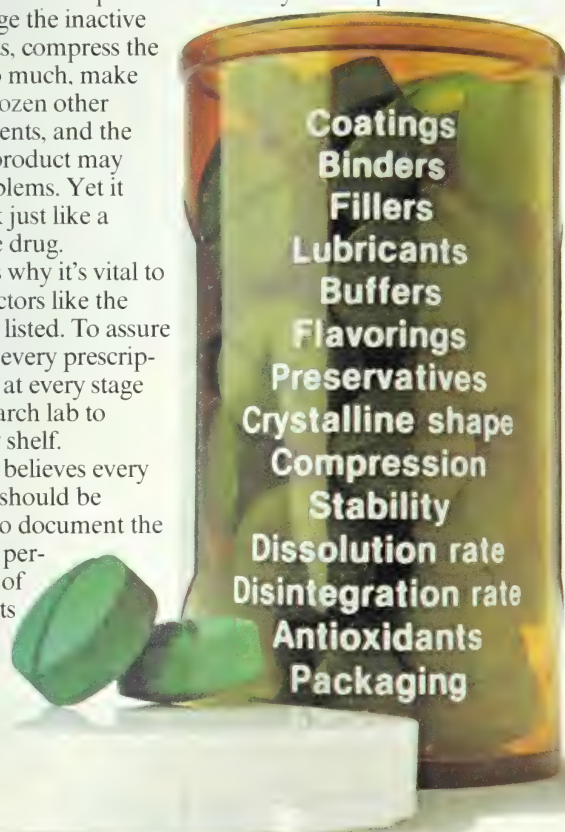 ge the inactive
s, compress the
much, make
ozen other
ents, and the
product may
blems. Yet it
just like a
drug.
s why it's vital to
ctors like the
listed. To assure
every prescrip-
at every stage
arch lab to
shelf.
believes every
should be
o document the
per-
of
ts
Coatings
Binders
Fillers
Lubricants
Buffers
Flavorings
Preservatives
Crystalline shape
Compression
Stability
Dissolution rate
Disintegration rate
Antioxidants
Packaging